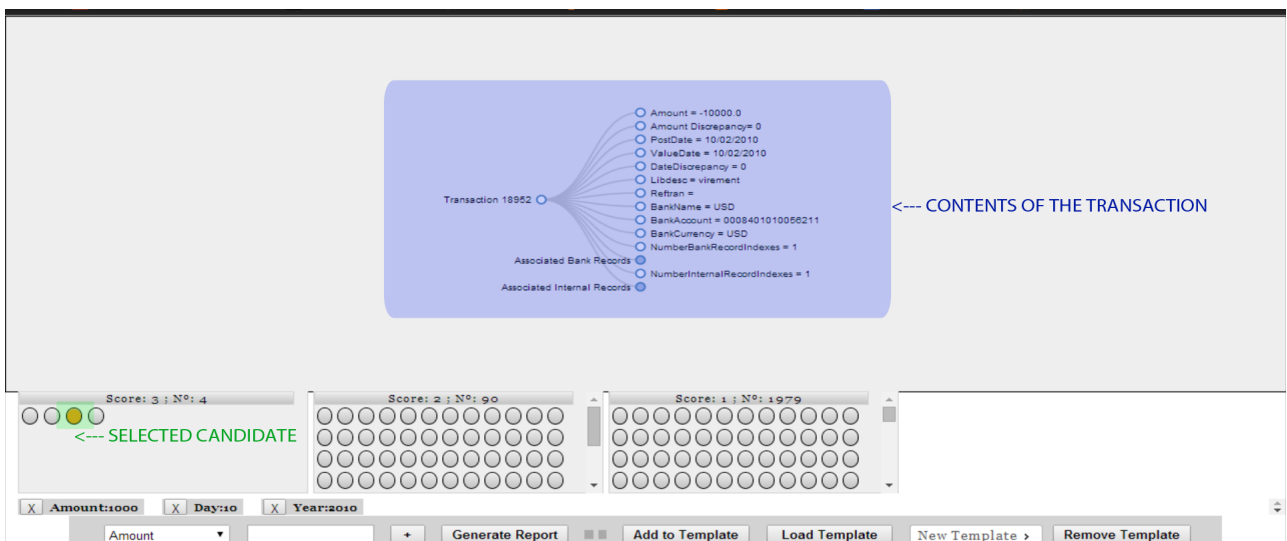 Amount = -10000.0
Amount Discrepancy= 0
PostDate = 10/02/2010
ValueDate = 10/02/2010
DateDiscrepancy = 0
Libdesc = virement
Reftran =
Transaction 18952
BankName = USD
<--- CONTENTS OF THE TRANSACTION
BankAccount = 0008401010056211
BankCurrency = USD
NumberBankRecordIndexes = 1
Associated Bank Records
NumberInternalRecordIndexes = 1
Associated Internal Records
Score: 3 ; Nº: 4
Score: 2 ; Nº: 90
Score: 1 ; Nº: 1979
<--- SELECTED CANDIDATE
X Amount:1000 X Day:10 X Year:2010
Amount ▼ + Generate Report Add to Template Load Template New Template > Remove Template